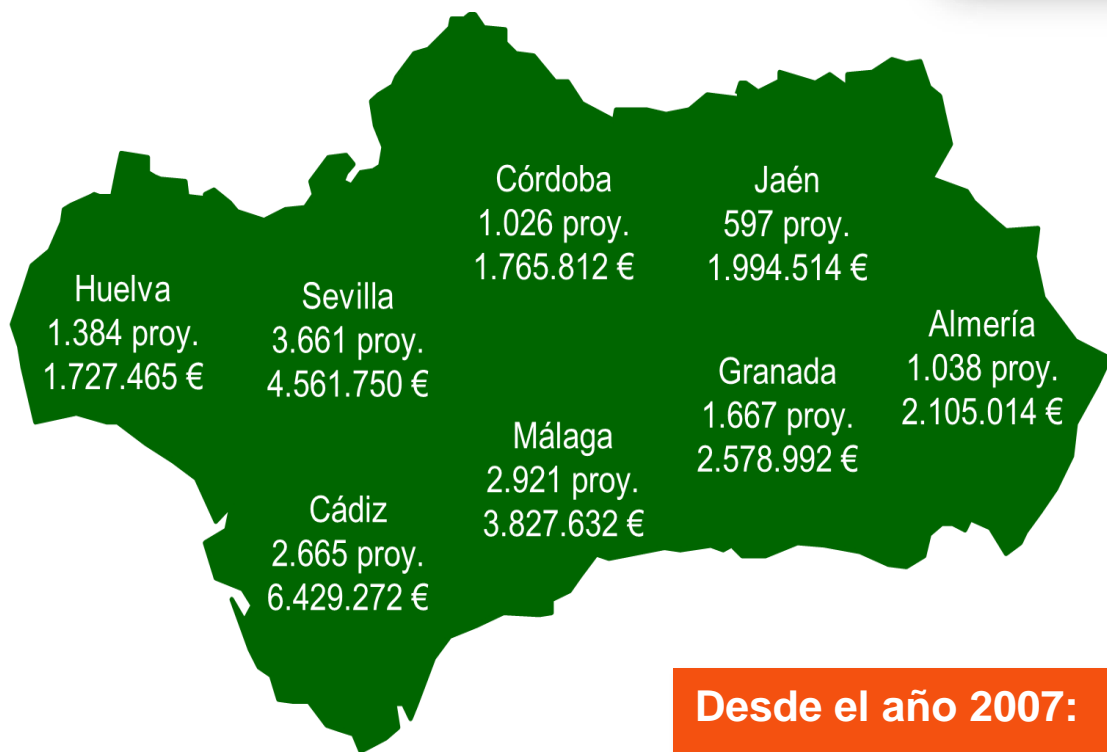 Córdoba
1.026 proy.
1.765.812 €
Jaén
597 proy.
1.994.514 €
Huelva
1.384 proy.
1.727.465 €
Sevilla
3.661 proy.
4.561.750 €
Almería
1.038 proy.
2.105.014 €
Granada
1.667 proy.
2.578.992 €
Málaga
2.921 proy.
3.827.632 €
Cádiz
2.665 proy.
6.429.272 €
Desde el año 2007: